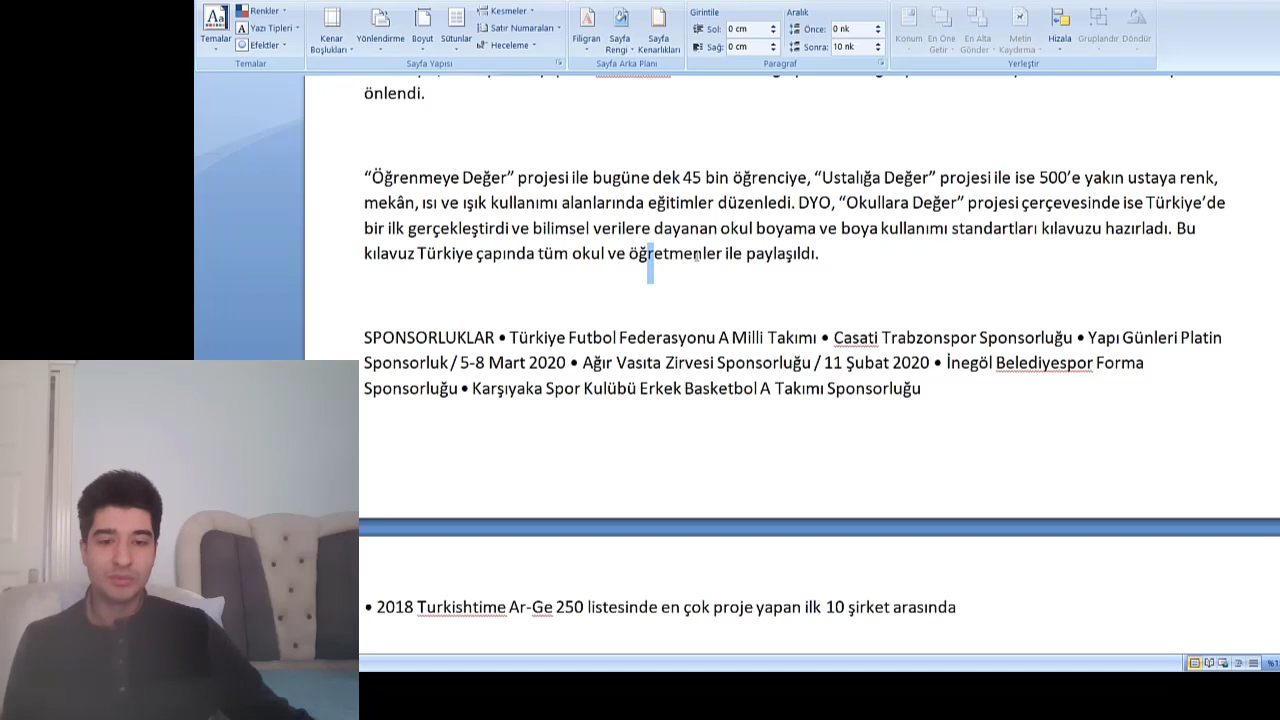 Temalar
Renkler
Yazı Tipleri
Efektler
Temalar
Kenar Boşlukları
Yönlendirme
Boyut
Sütunlar
Kesmeler
Satır Numaraları
Heceleme
Sayfa Yapısı
Filigran
Sayfa Rengi
Sayfa Kenarlıkları
Sayfa Arka Planı
Girintile
Sol: 0 cm
Sağ: 0 cm
Aralık
Önce: 0 nk
Sonra: 10 nk
Paragraf
Konum
En Öne Getir
En Alta Gönder
Metin Kaydırma
Hizala
Gruplandır
Döndür
Yerleştir
önlendi.
“Öğrenmeye Değer” projesi ile bugüne dek 45 bin öğrenciye, “Ustalığa Değer” projesi ile ise 500’e yakın ustaya renk,
mekân, ısı ve ışık kullanımı alanlarında eğitimler düzenledi. DYO, “Okullara Değer” projesi çerçevesinde ise Türkiye’de
bir ilk gerçekleştirdi ve bilimsel verilere dayanan okul boyama ve boya kullanımı standartları kılavuzu hazırladı. Bu
kılavuz Türkiye çapında tüm okul ve öğretmenler ile paylaşıldı.
SPONSORLUKLAR • Türkiye Futbol Federasyonu A Milli Takımı • Casati Trabzonspor Sponsorluğu • Yapı Günleri Platin
Sponsorluk / 5-8 Mart 2020 • Ağır Vasıta Zirvesi Sponsorluğu / 11 Şubat 2020 • İnegöl Belediyespor Forma
Sponsorluğu • Karşıyaka Spor Kulübü Erkek Basketbol A Takımı Sponsorluğu
• 2018 Turkishtime Ar-Ge 250 listesinde en çok proje yapan ilk 10 şirket arasında